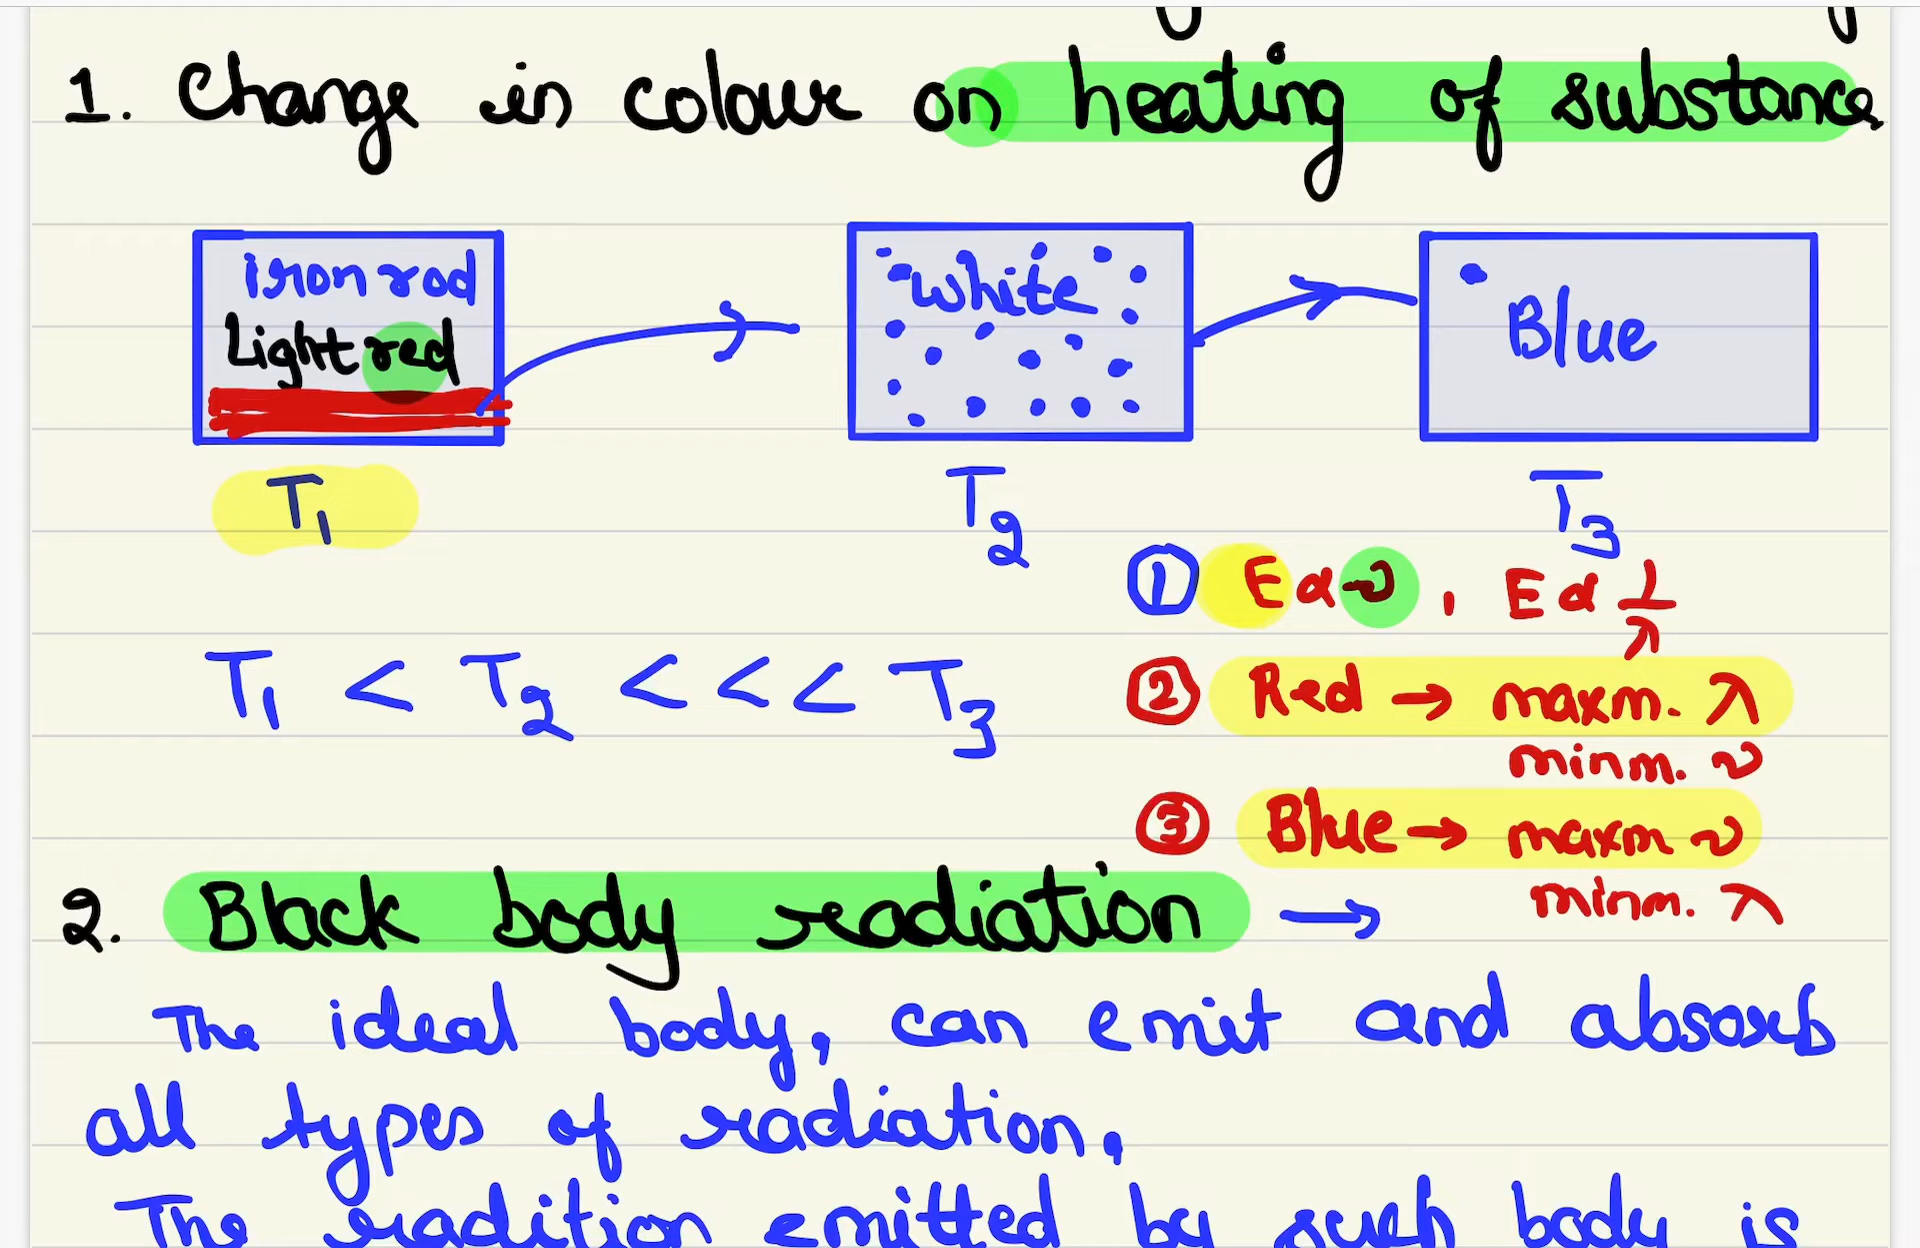 1. Change in colour on heating of substance
Iron rod
Light red
White
Blue
T₁
T₂
T₃
① E α ν , E α 1/λ
T₁ < T₂ < < < T₃
② Red → maxm. λ
minm. ν
③ Blue → maxm ν
minm. λ
2. Black body radiation →
The ideal body, can emit and absorb
all types of radiation.
The radition emitted by such body is